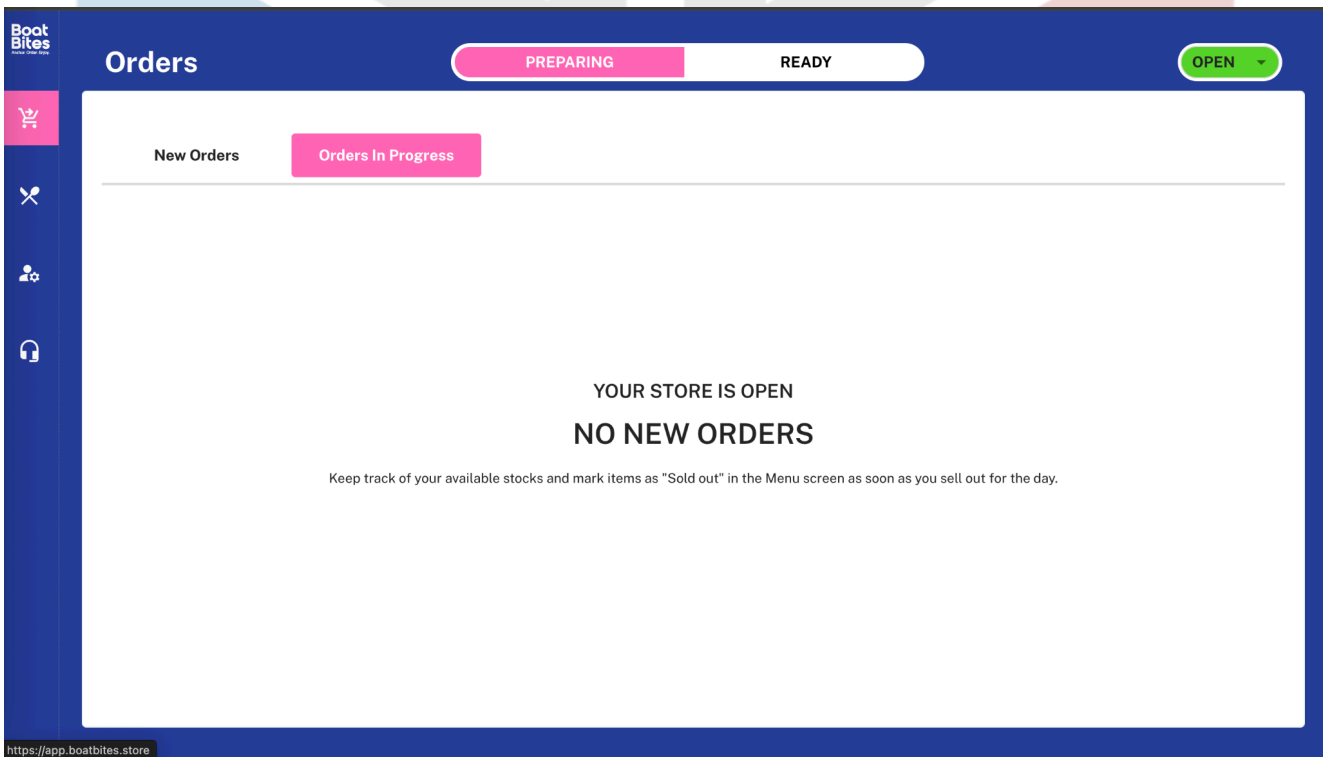 Boat
Bites
Orders
PREPARING
READY
OPEN
New Orders
Orders In Progress
YOUR STORE IS OPEN
NO NEW ORDERS
Keep track of your available stocks and mark items as "Sold out" in the Menu screen as soon as you sell out for the day.
https://app.boatbites.store